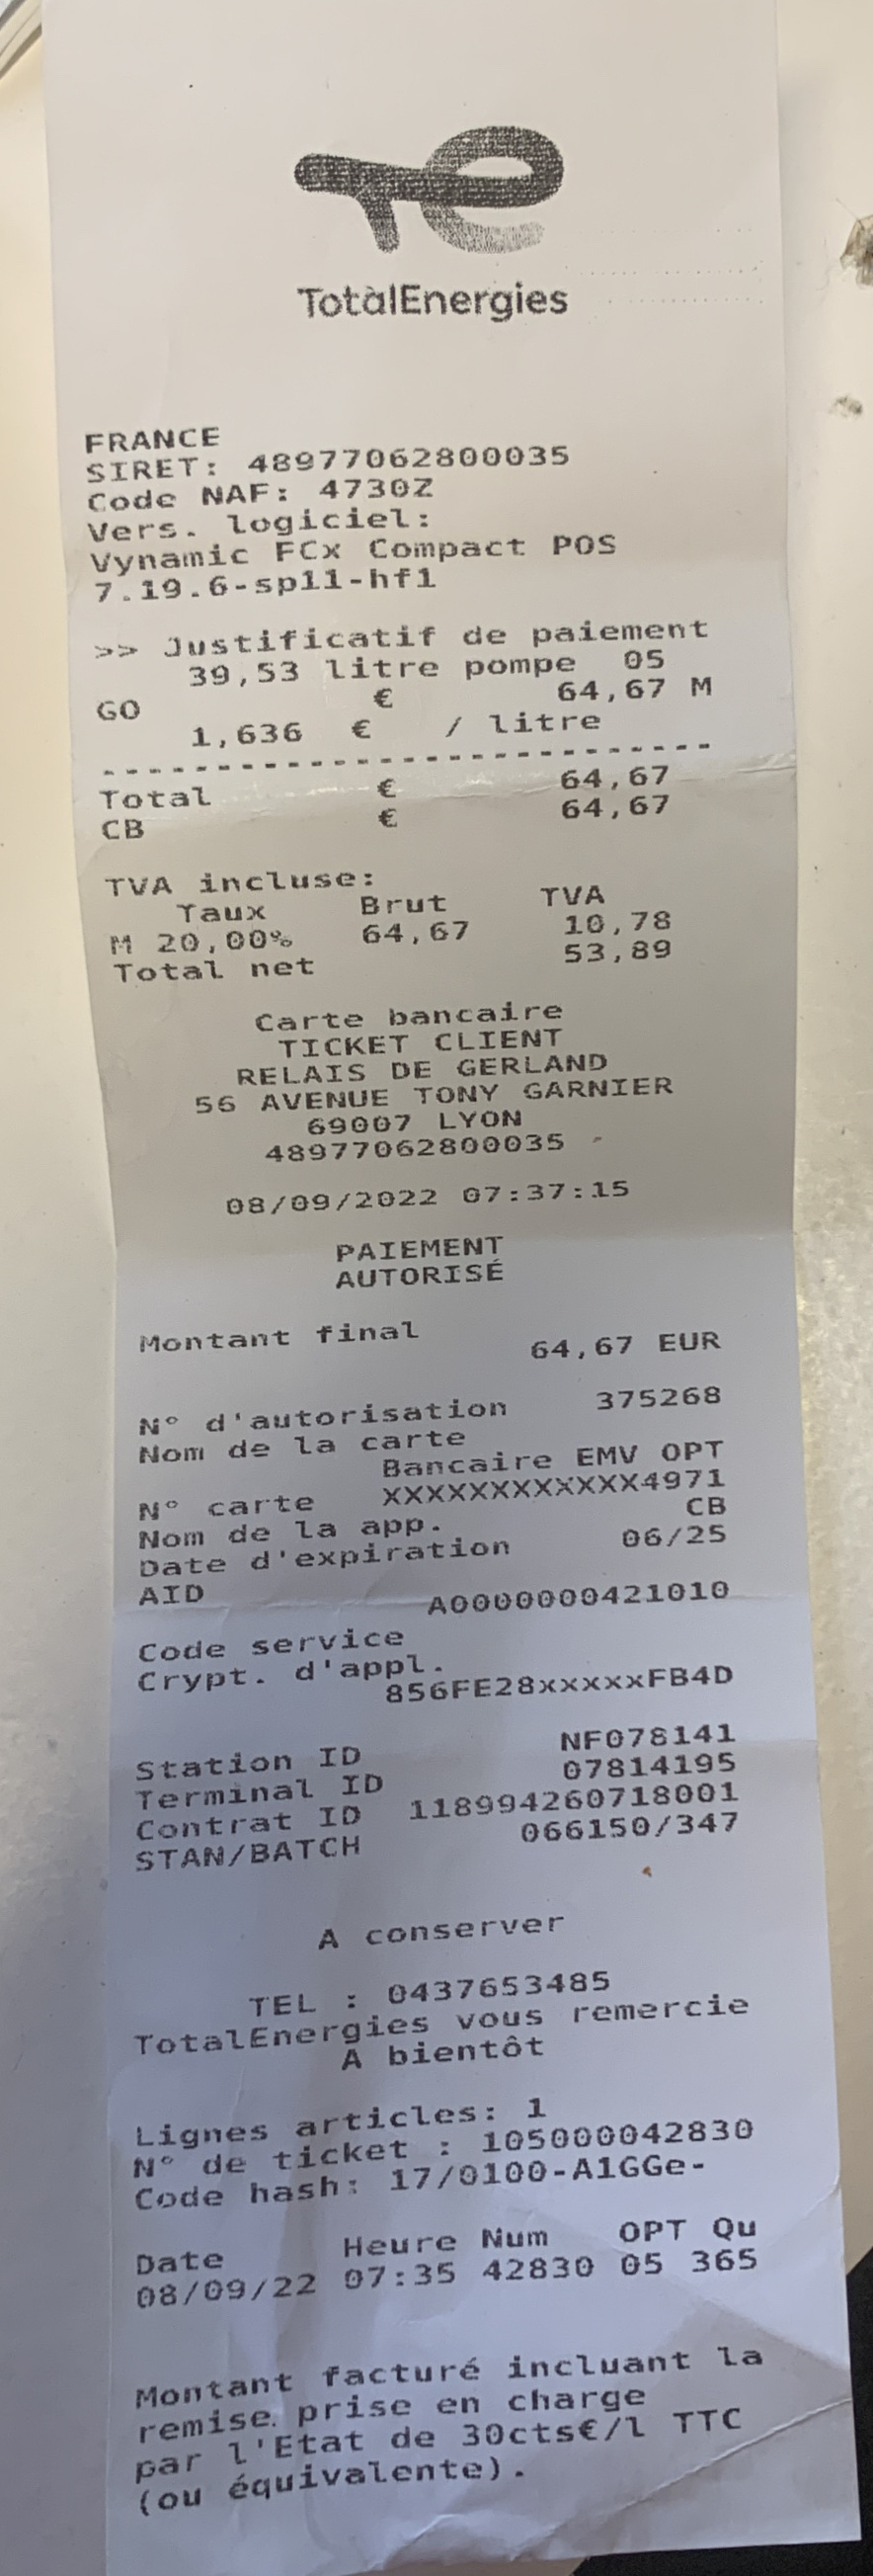 TotalEnergies
FRANCE
SIRET: 48977062800035
Code NAF: 4730Z
Vers. logiciel:
Vynamic FCx Compact POS
7.19.6-sp11-hf1
>> Justificatif de paiement
39,53 litre pompe 05
GO € 64,67 M
1,636 € / litre
---------------------------
Total € 64,67
CB € 64,67
TVA incluse:
Taux Brut TVA
M 20,00% 64,67 10,78
Total net 53,89
Carte bancaire
TICKET CLIENT
RELAIS DE GERLAND
56 AVENUE TONY GARNIER
69007 LYON
48977062800035
08/09/2022 07:37:15
PAIEMENT
AUTORISÉ
Montant final
64,67 EUR
N° d'autorisation 375268
Nom de la carte
Bancaire EMV OPT
N° carte XXXXXXXXXXXX4971
Nom de la app. CB
Date d'expiration 06/25
AID
A0000000421010
Code service
Crypt. d'appl.
856FE28xxxxxFB4D
Station ID NF078141
Terminal ID 07814195
Contrat ID 118994260718001
STAN/BATCH 066150/347
A conserver
TEL : 0437653485
TotalEnergies vous remercie
A bientôt
Lignes articles: 1
N° de ticket : 105000042830
Code hash: 17/0100-A1GGe-
Date Heure Num OPT Qu
08/09/22 07:35 42830 05 365
Montant facturé incluant la
remise prise en charge
par l'Etat de 30cts€/l TTC
(ou équivalente).